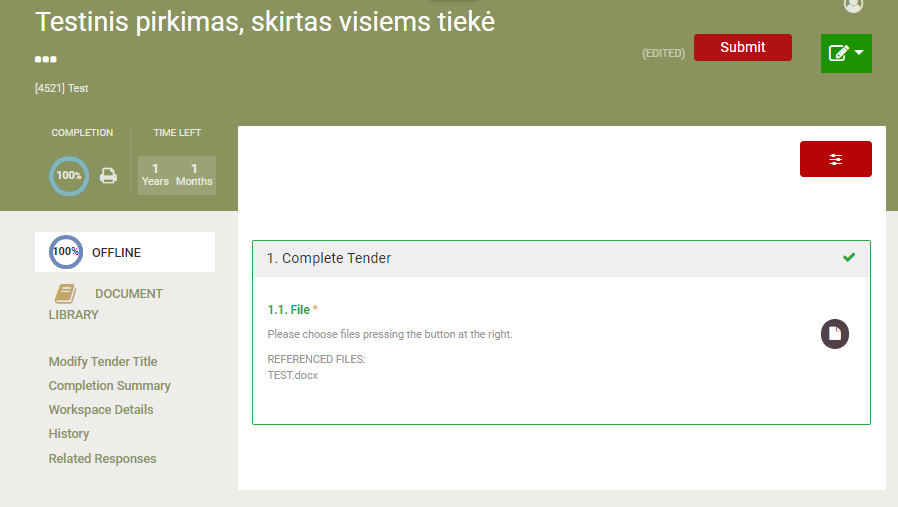 Testinis pirkimas, skirtas visiems tiekė
...
(EDITED)
Submit
[4521] Test
COMPLETION
TIME LEFT
100%
1 1
Years Months
100% OFFLINE
DOCUMENT
LIBRARY
Modify Tender Title
Completion Summary
Workspace Details
History
Related Responses
1. Complete Tender
1.1. File *
Please choose files pressing the button at the right.
REFERENCED FILES:
TEST.docx